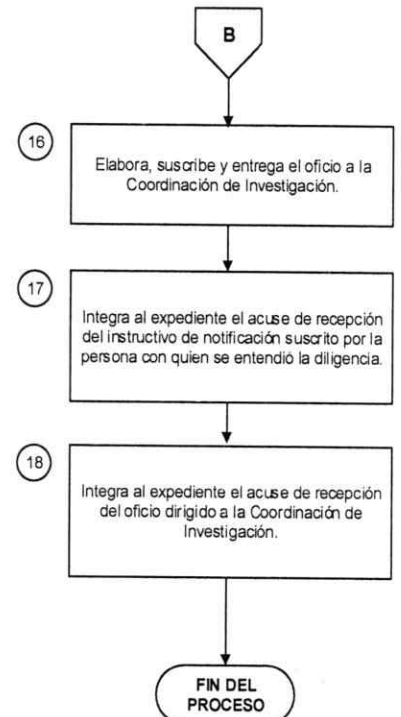 B
16
Elabora, suscribe y entrega el oficio a la
Coordinación de Investigación.
17
Integra al expediente el acuse de recepción
del instructivo de notificación suscrito por la
persona con quien se entendió la diligencia.
18
Integra al expediente el acuse de recepción
del oficio dirigido a la Coordinación de
Investigación.
FIN DEL
PROCESO